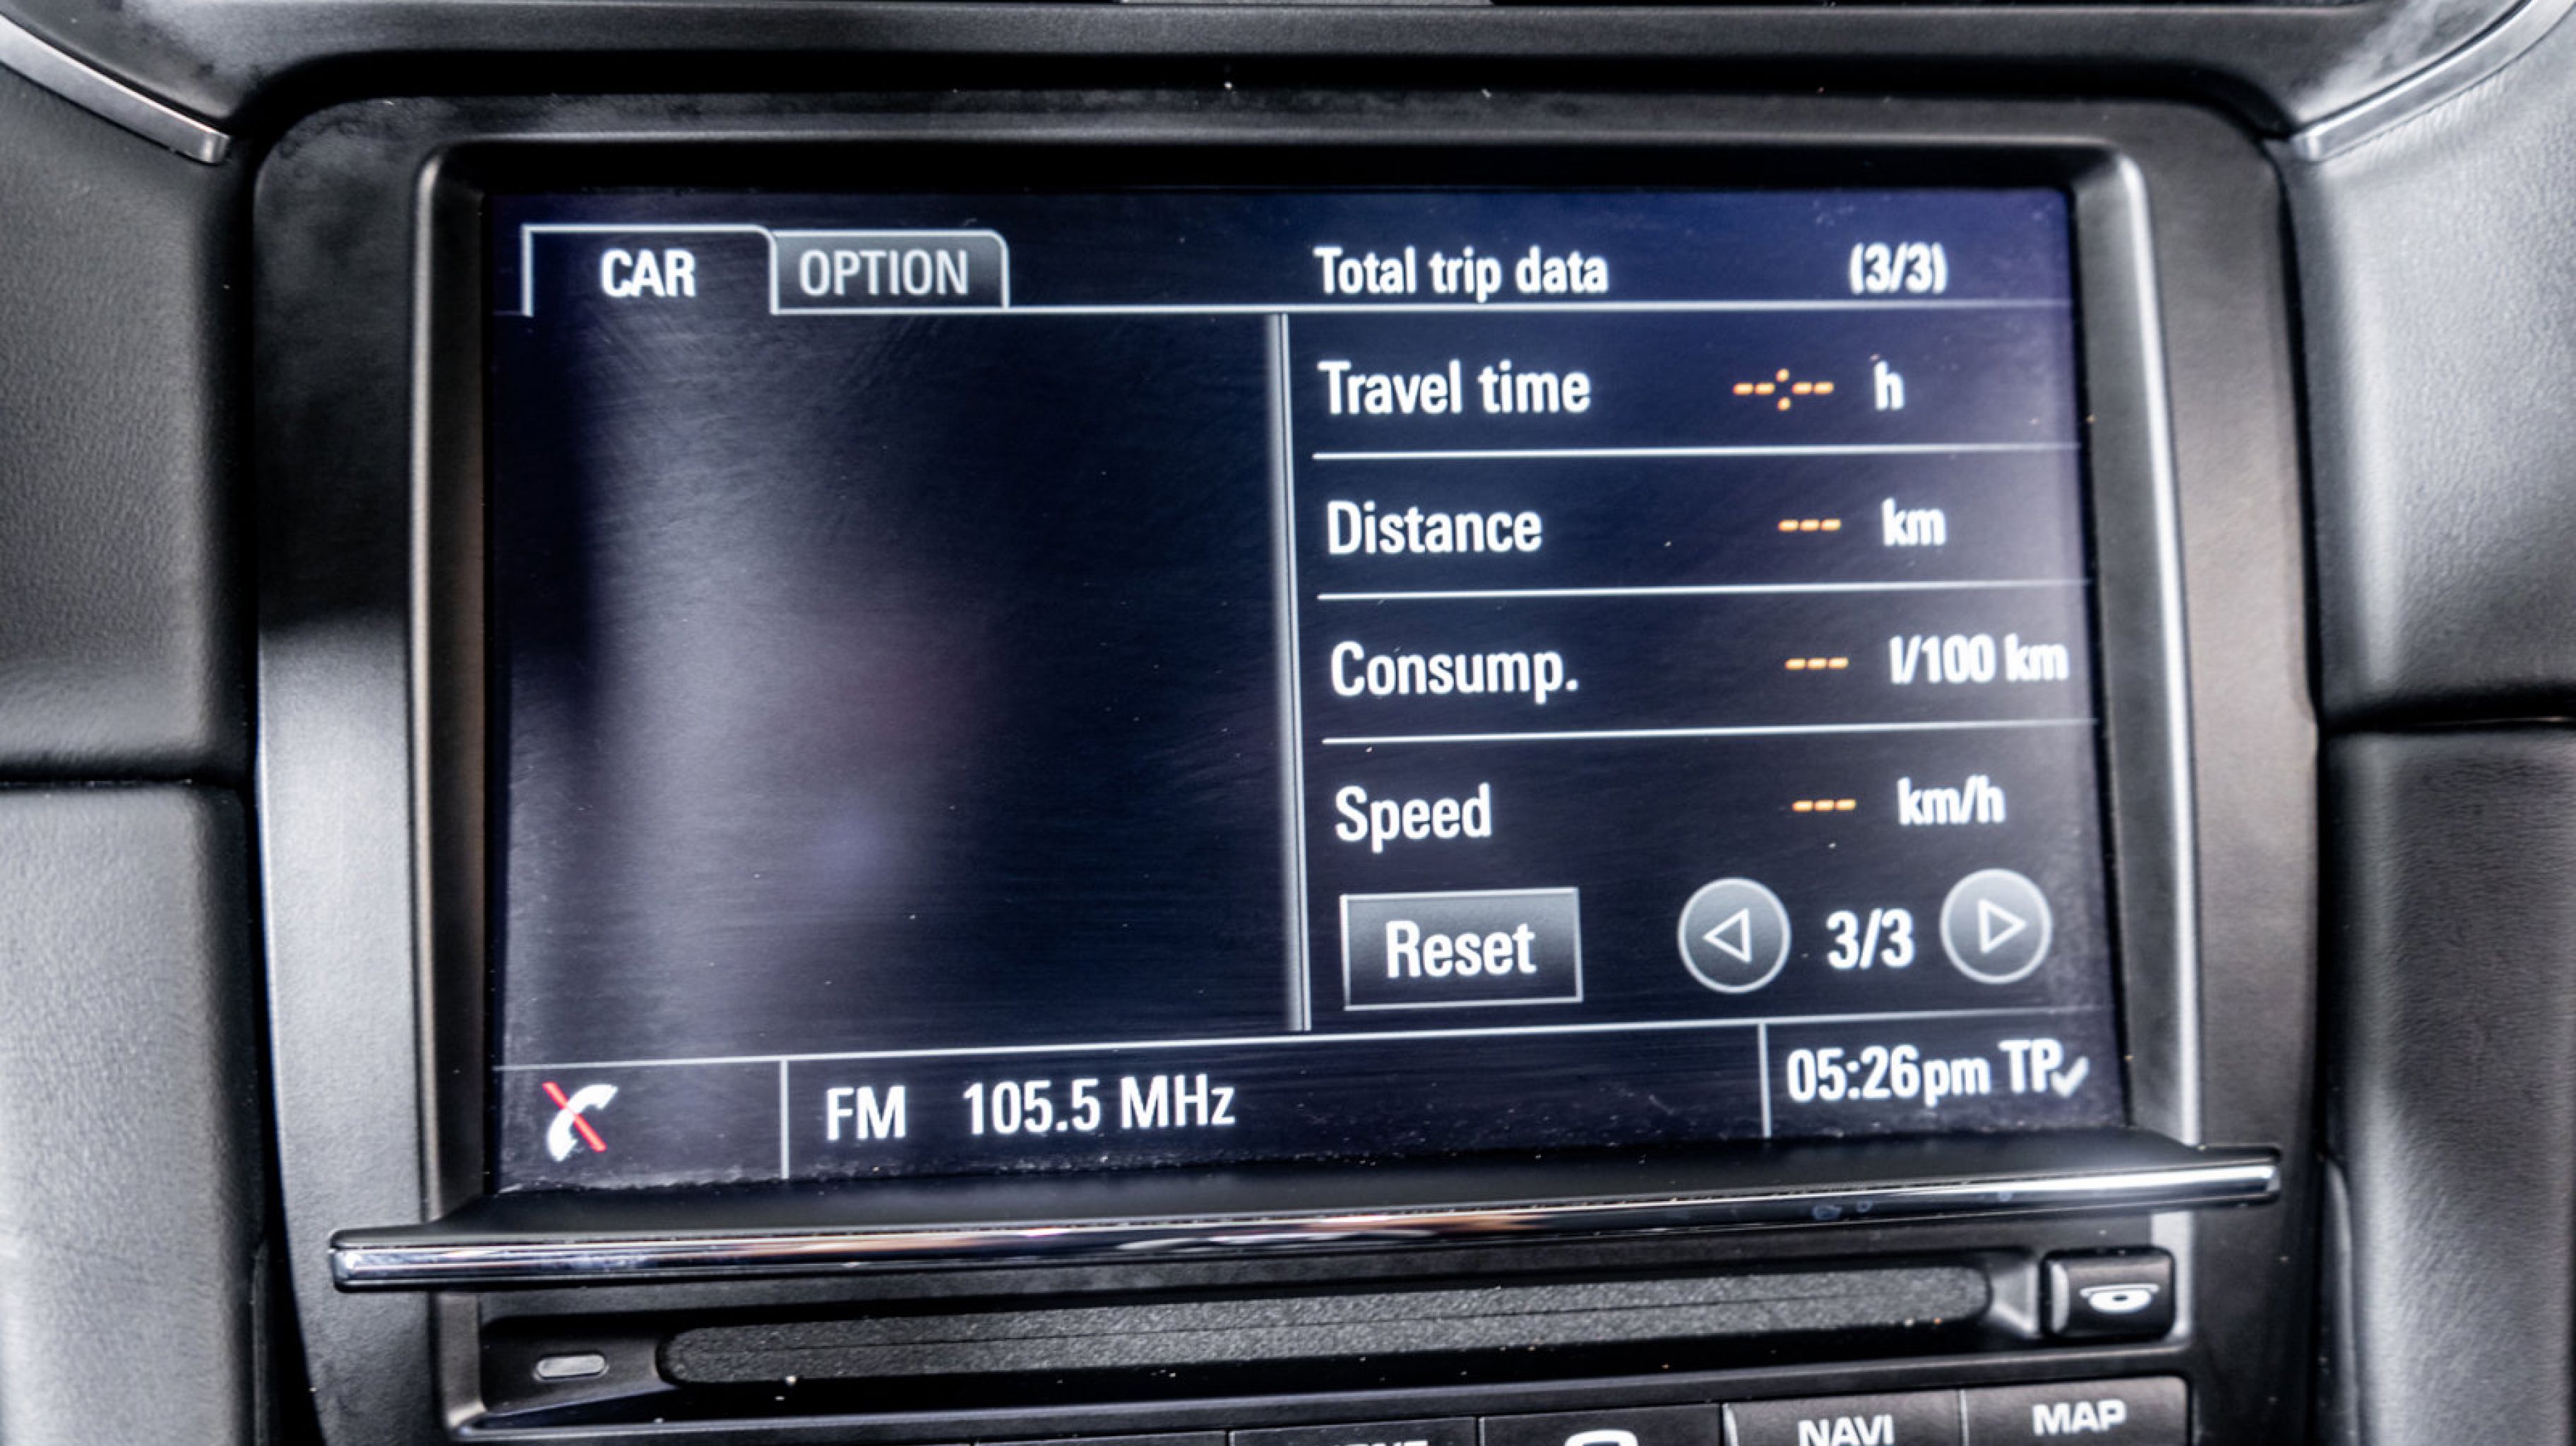 CAR OPTION Total trip data (3/3)
Travel time --:-- h
Distance --- km
Consump. --- l/100 km
Speed --- km/h
Reset 3/3
FM 105.5 MHz 05:26pm TP
NAVI MAP